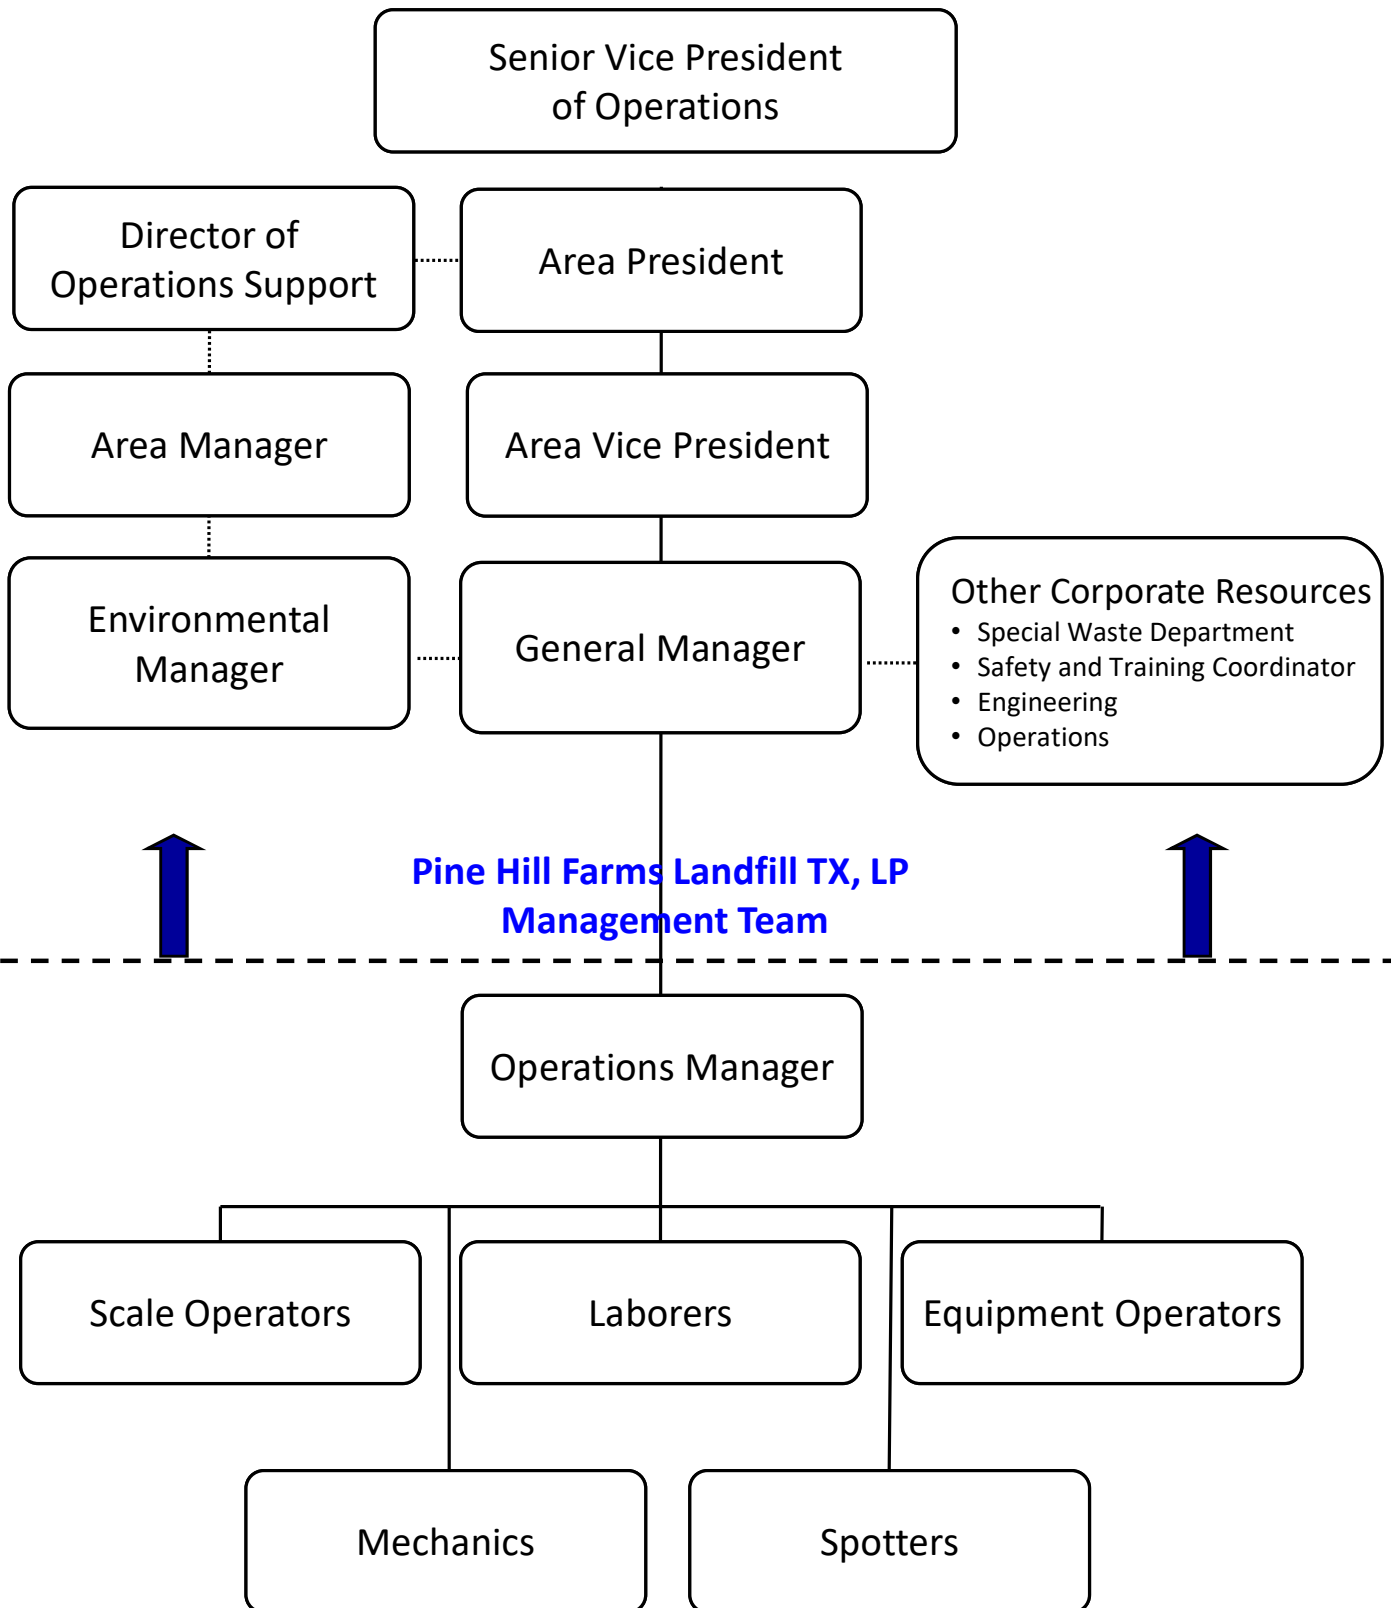 Senior Vice President
of Operations
Director of
Operations Support
Area President
Area Manager
Area Vice President
Environmental
Manager
General Manager
Other Corporate Resources
• Special Waste Department
• Safety and Training Coordinator
• Engineering
• Operations
Pine Hill Farms Landfill TX, LP
Management Team
Operations Manager
Scale Operators
Laborers
Equipment Operators
Mechanics
Spotters